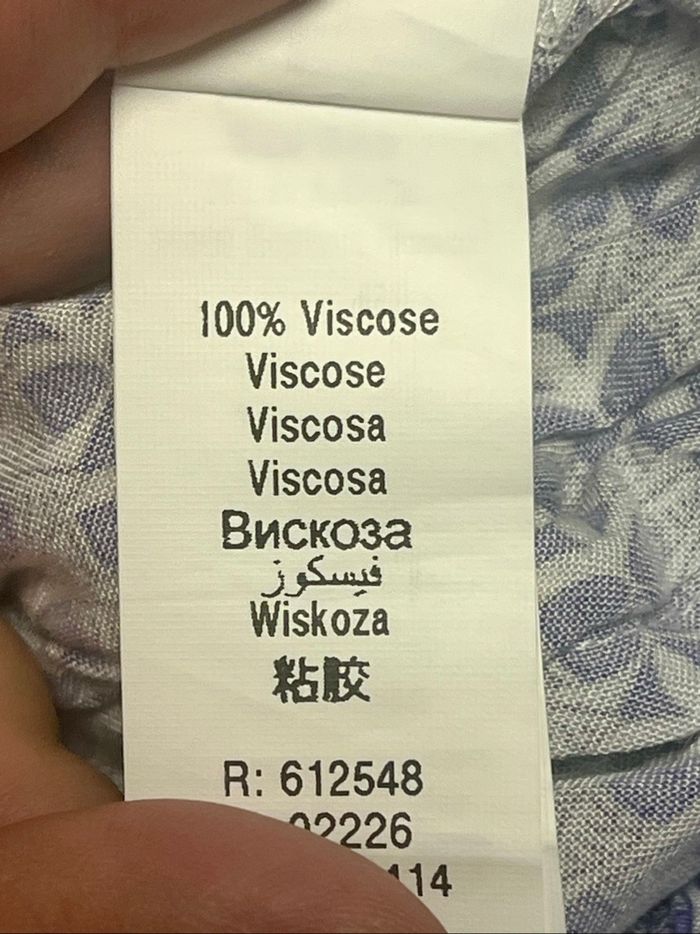 100% Viscose
Viscose
Viscosa
Viscosa
Вискоза
فيسكوز
Wiskoza
粘胶
R: 612548